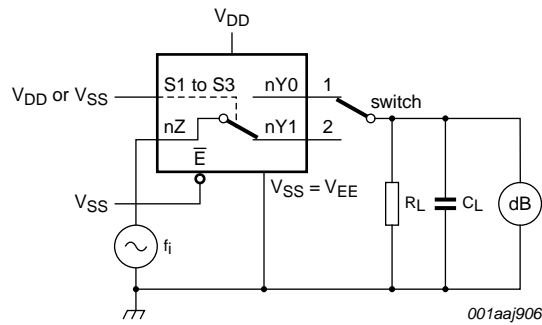 VDD
S1 to S3
nY0
1
VDD or VSS
switch
nZ
nY1
2
E
VSS = VEE
VSS
RL
CL
dB
fi
001aaj906